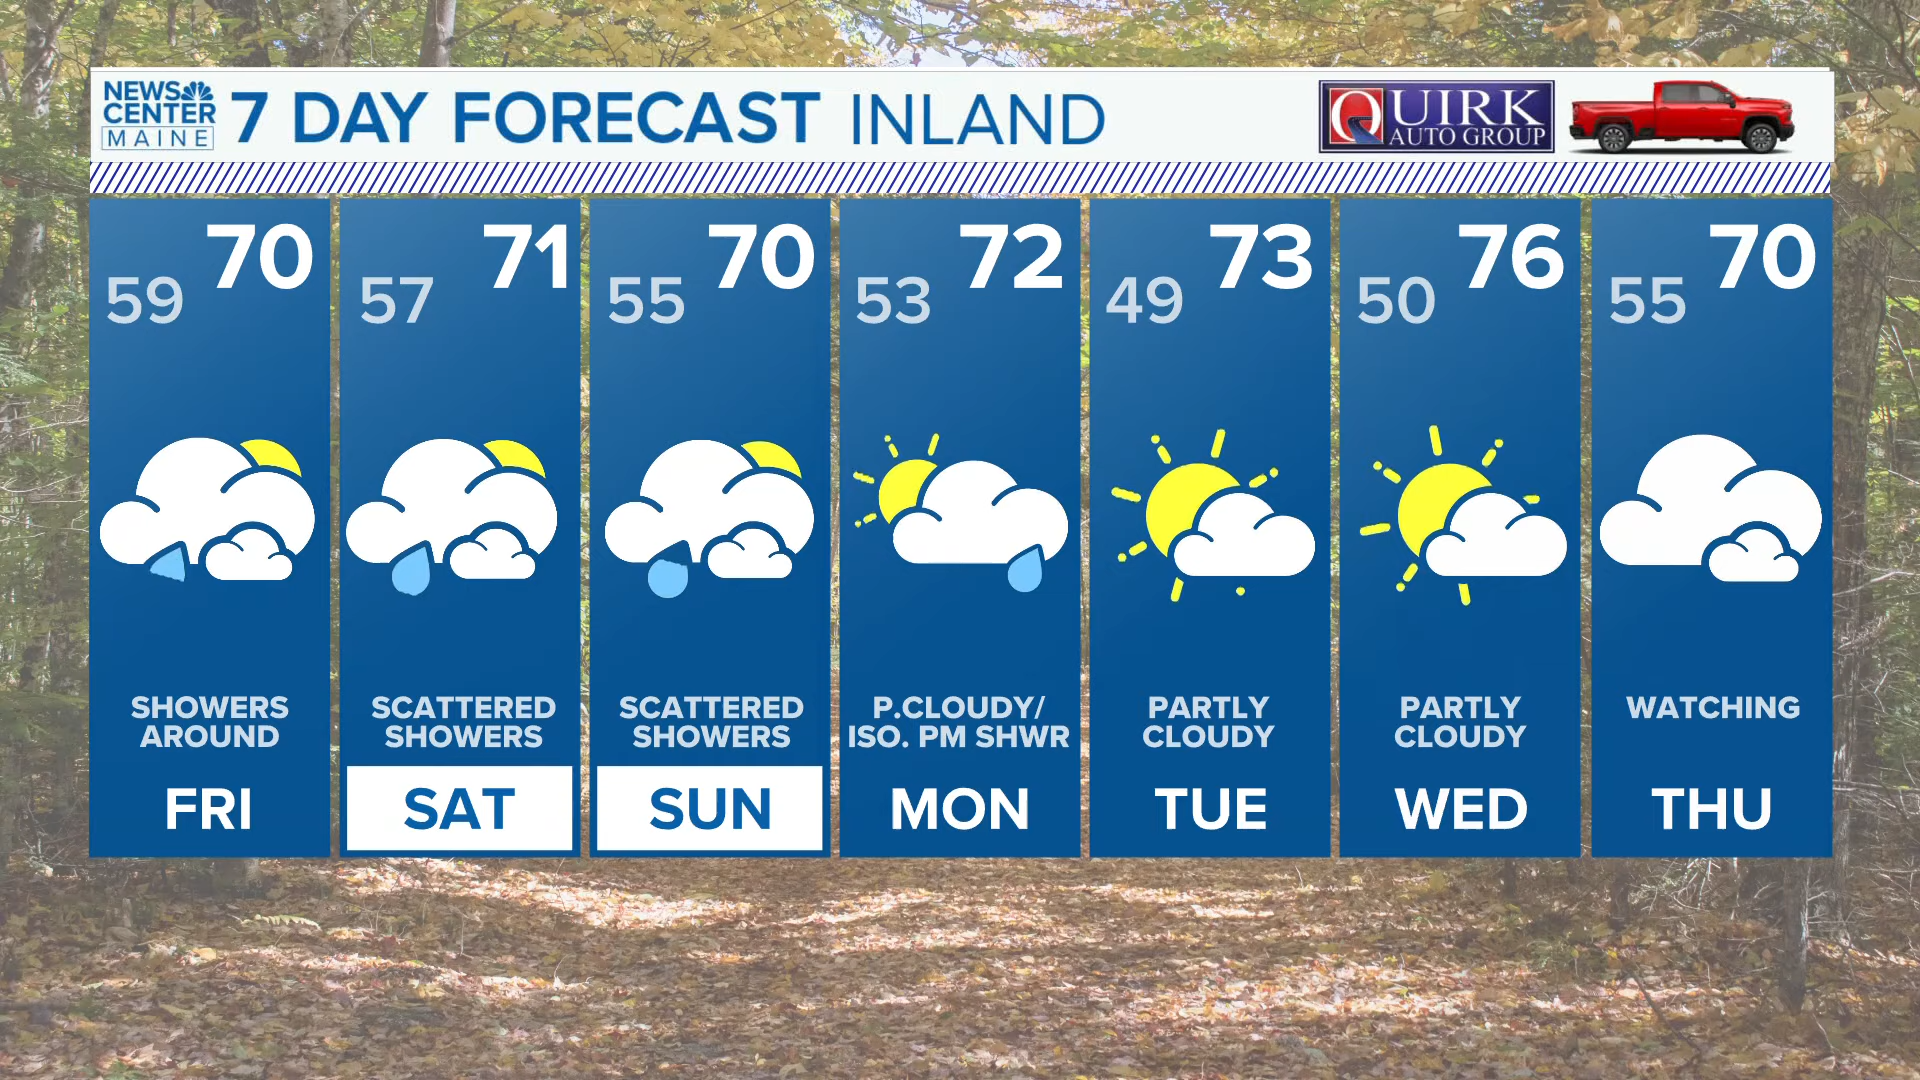 NEWS
CENTER
MAINE
7 DAY FORECAST INLAND
QUIRK
AUTO GROUP
59 70
57 71
55 70
53 72
49 73
50 76
55 70
SHOWERS
AROUND
SCATTERED
SHOWERS
SCATTERED
SHOWERS
P.CLOUDY/
ISO. PM SHWR
PARTLY
CLOUDY
PARTLY
CLOUDY
WATCHING
FRI
SAT
SUN
MON
TUE
WED
THU